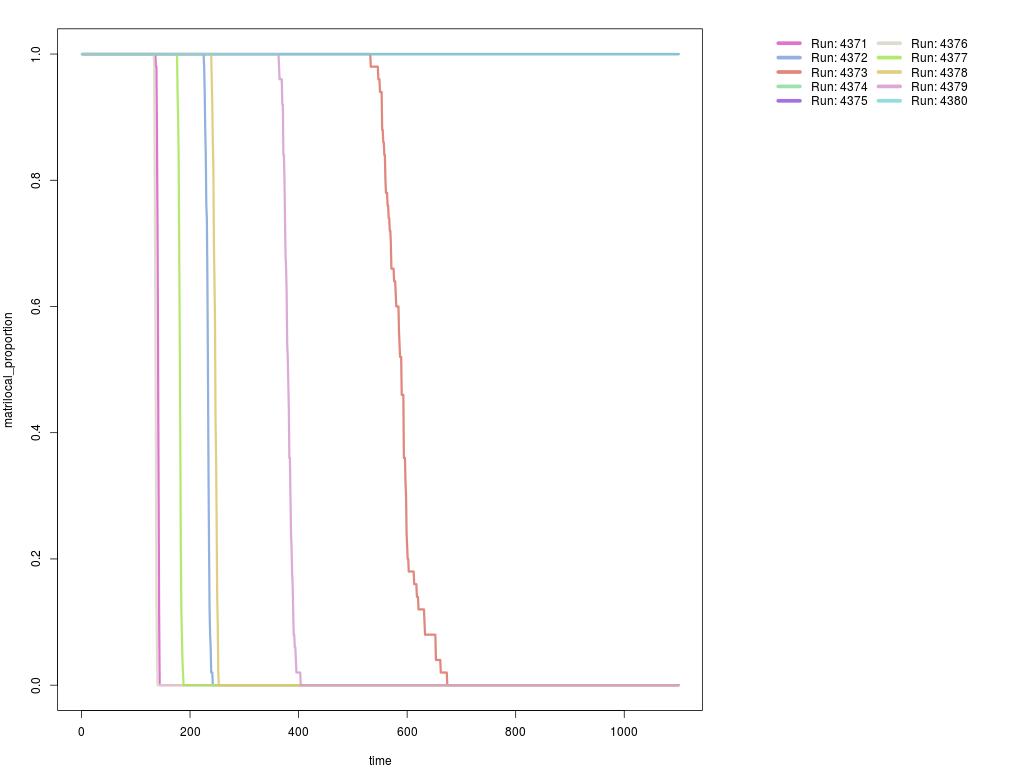 1.0
0.8
0.6
0.4
0.2
0.0
matrilocal_proportion
0
200
400
600
800
1000
time
Run: 4371
Run: 4372
Run: 4373
Run: 4374
Run: 4375
Run: 4376
Run: 4377
Run: 4378
Run: 4379
Run: 4380